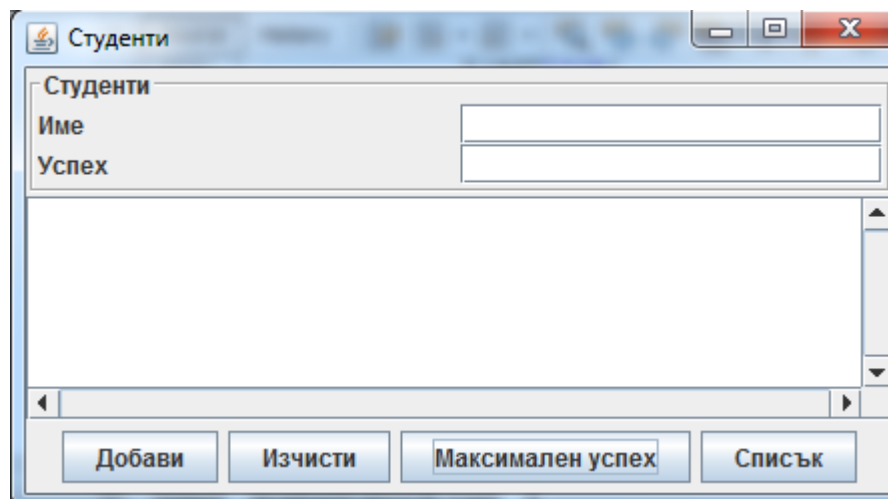 Студенти
Студенти
Име
Успех
Добави Изчисти Максимален успех Списък